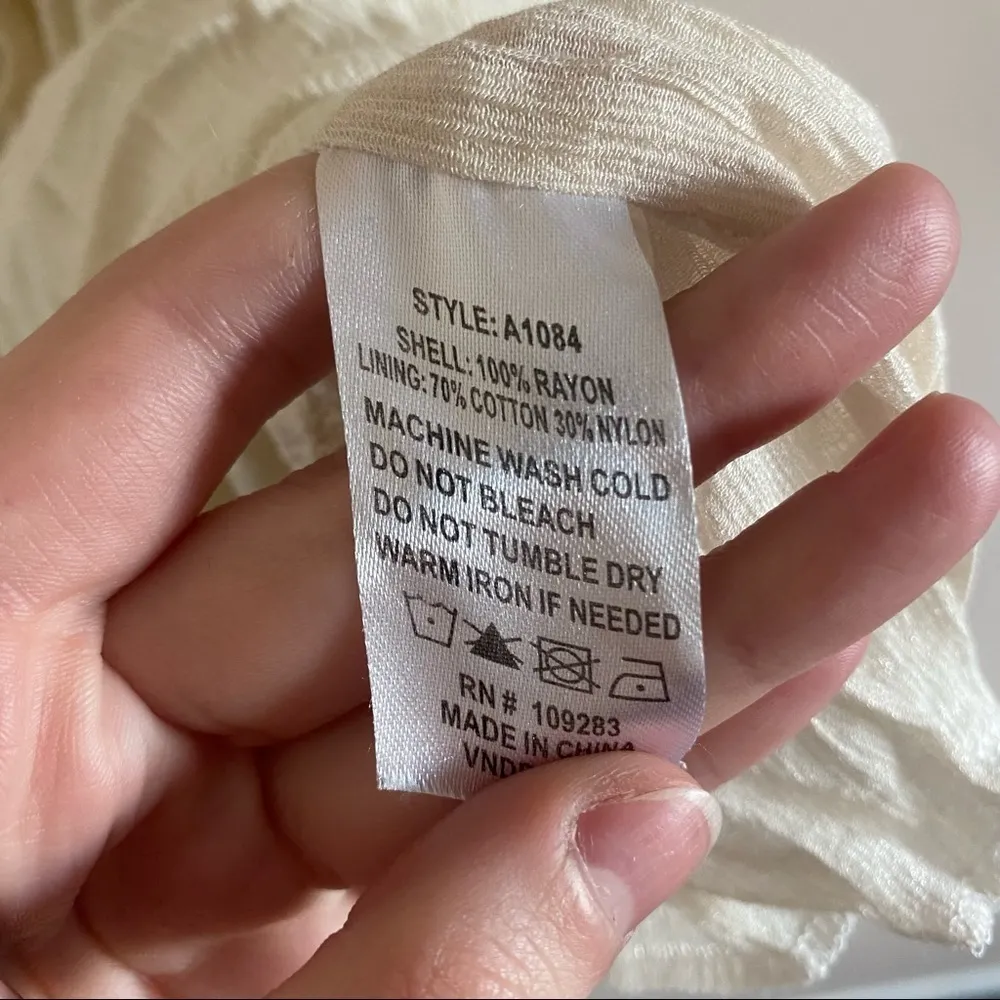 STYLE: A1084
SHELL: 100% RAYON
LINING: 70% COTTON 30% NYLON
MACHINE WASH COLD
DO NOT BLEACH
DO NOT TUMBLE DRY
WARM IRON IF NEEDED
RN # 109283
MADE IN CHINA